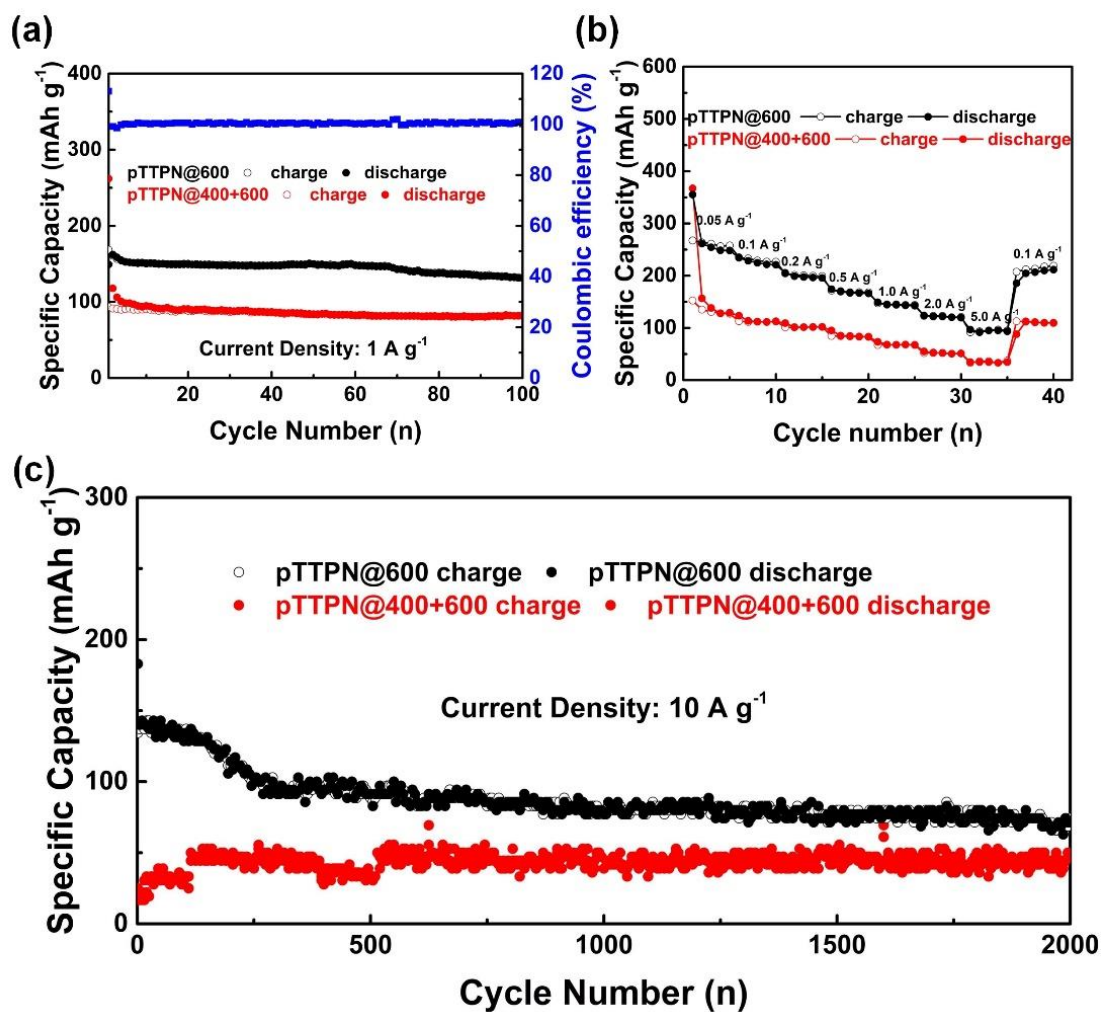 (a)
Specific Capacity (mAh g⁻¹)
400
300
200
100
0
120
100
80
60
40
20
0
Coulombic efficiency (%)
pTTPN@600 charge discharge
pTTPN@400+600 charge discharge
Current Density: 1 A g⁻¹
20 40 60 80 100
Cycle Number (n)
(b)
Specific Capacity (mAh g⁻¹)
600
500
400
300
200
100
0
pTTPN@600 charge discharge
pTTPN@400+600 charge discharge
0.05 A g⁻¹
0.1 A g⁻¹
0.2 A g⁻¹
0.5 A g⁻¹
1.0 A g⁻¹
2.0 A g⁻¹
5.0 A g⁻¹
0.1 A g⁻¹
0 10 20 30 40
Cycle number (n)
(c)
Specific Capacity (mAh g⁻¹)
300
200
100
0
pTTPN@600 charge pTTPN@600 discharge
pTTPN@400+600 charge pTTPN@400+600 discharge
Current Density: 10 A g⁻¹
0 500 1000 1500 2000
Cycle Number (n)